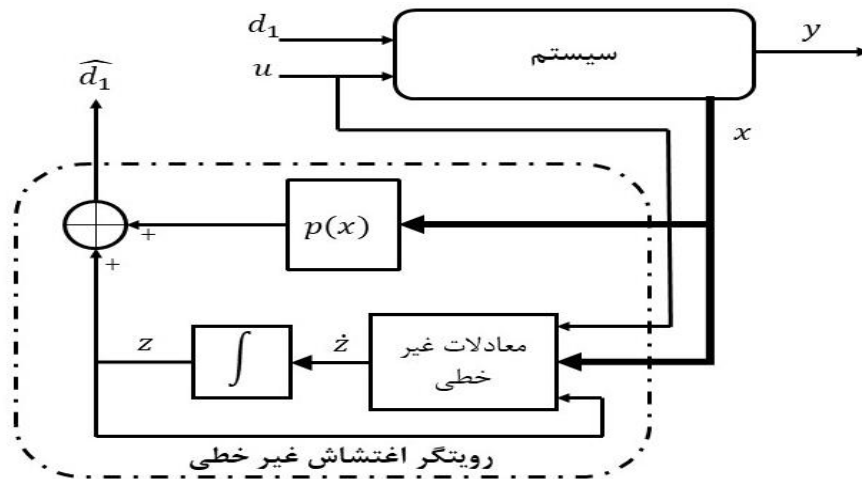 d₁
u
سیستم
y
x
d̂₁
p(x)
+
+
z
∫
ż
معادلات غیر
خطی
رویتگر اغتشاش غیر خطی